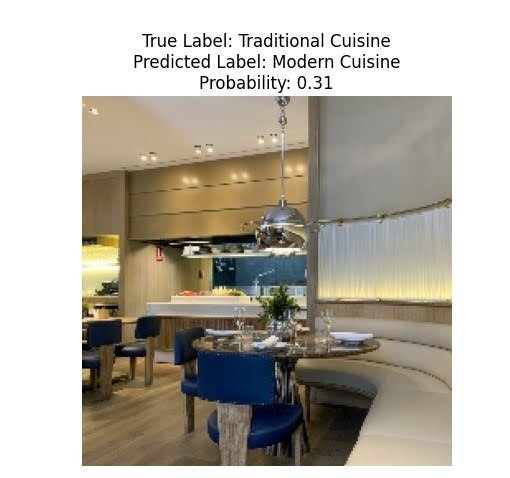 True Label: Traditional Cuisine
Predicted Label: Modern Cuisine
Probability: 0.31